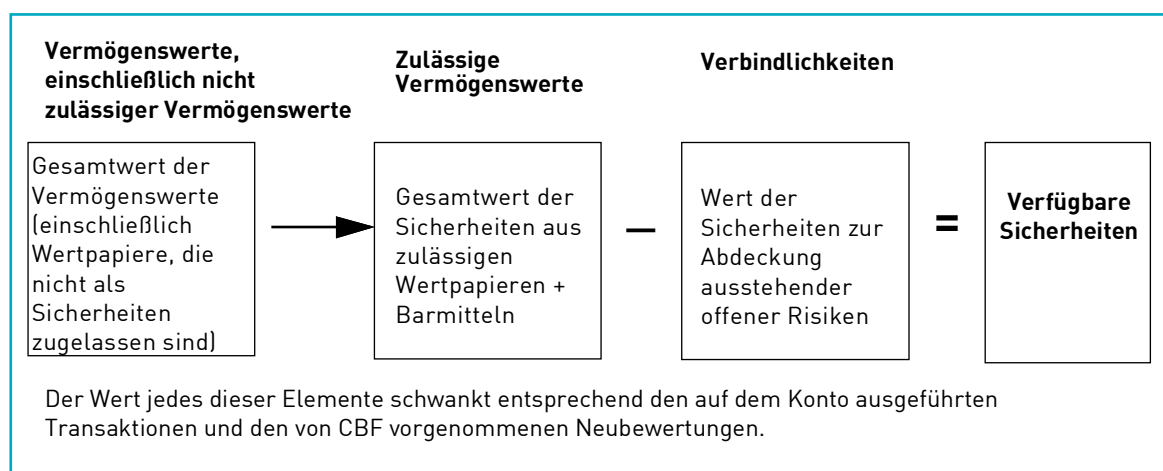 Vermögenswerte,
einschließlich nicht
zulässiger Vermögenswerte
Zulässige
Vermögenswerte
Verbindlichkeiten
Gesamtwert der
Vermögenswerte
(einschließlich
Wertpapiere, die
nicht als
Sicherheiten
zugelassen sind)
Gesamtwert der
Sicherheiten aus
zulässigen
Wertpapieren +
Barmitteln
—
Wert der
Sicherheiten zur
Abdeckung
ausstehender
offener Risiken
=
Verfügbare
Sicherheiten
Der Wert jedes dieser Elemente schwankt entsprechend den auf dem Konto ausgeführten
Transaktionen und den von CBF vorgenommenen Neubewertungen.